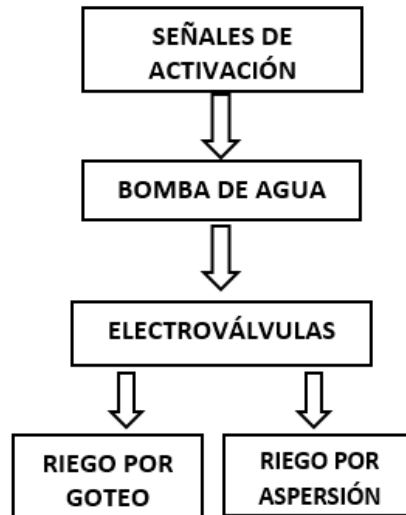 SEÑALES DE
ACTIVACIÓN
BOMBA DE AGUA
ELECTROVÁLVULAS
RIEGO POR
GOTEO
RIEGO POR
ASPERSIÓN